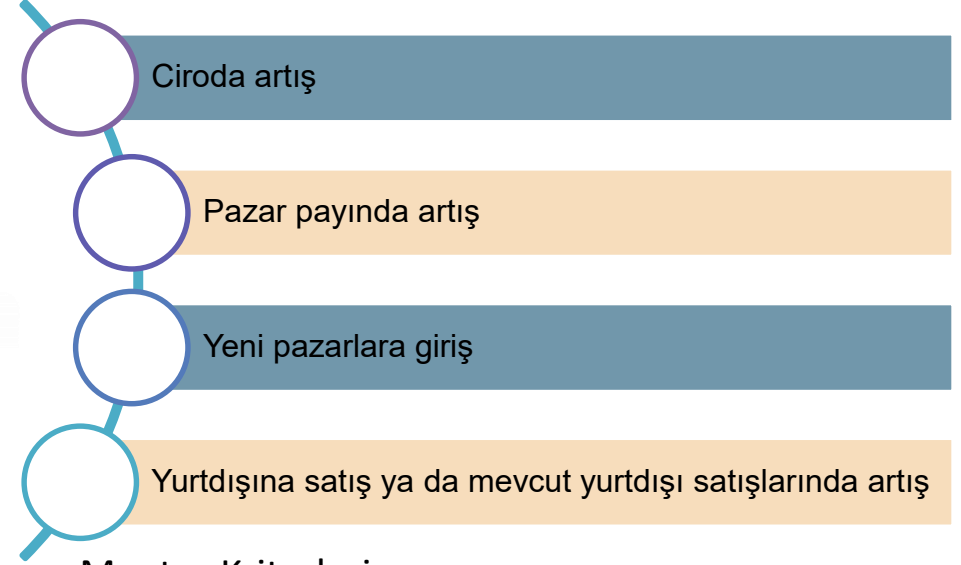 Ciroda artış
Pazar payında artış
Yeni pazarlara giriş
Yurtdışına satış ya da mevcut yurtdışı satışlarında artış